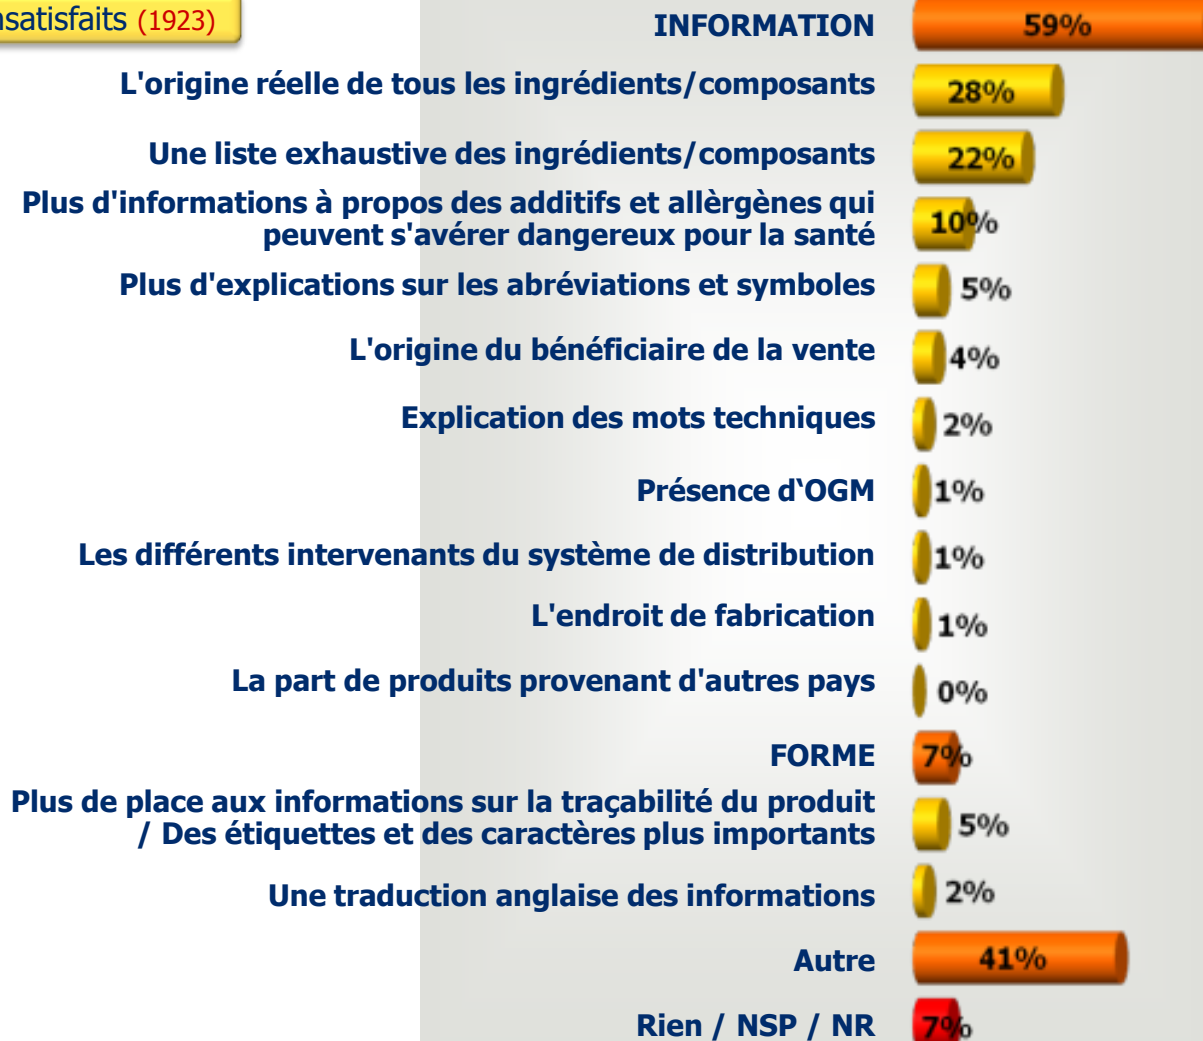 satisfaits (1923)
INFORMATION 59%
L'origine réelle de tous les ingrédients/composants 28%
Une liste exhaustive des ingrédients/composants 22%
Plus d'informations à propos des additifs et allèrgènes qui
peuvent s'avérer dangereux pour la santé 10%
Plus d'explications sur les abréviations et symboles 5%
L'origine du bénéficiaire de la vente 4%
Explication des mots techniques 2%
Présence d‘OGM 1%
Les différents intervenants du système de distribution 1%
L'endroit de fabrication 1%
La part de produits provenant d'autres pays 0%
FORME 7%
Plus de place aux informations sur la traçabilité du produit
/ Des étiquettes et des caractères plus importants 5%
Une traduction anglaise des informations 2%
Autre 41%
Rien / NSP / NR 7%